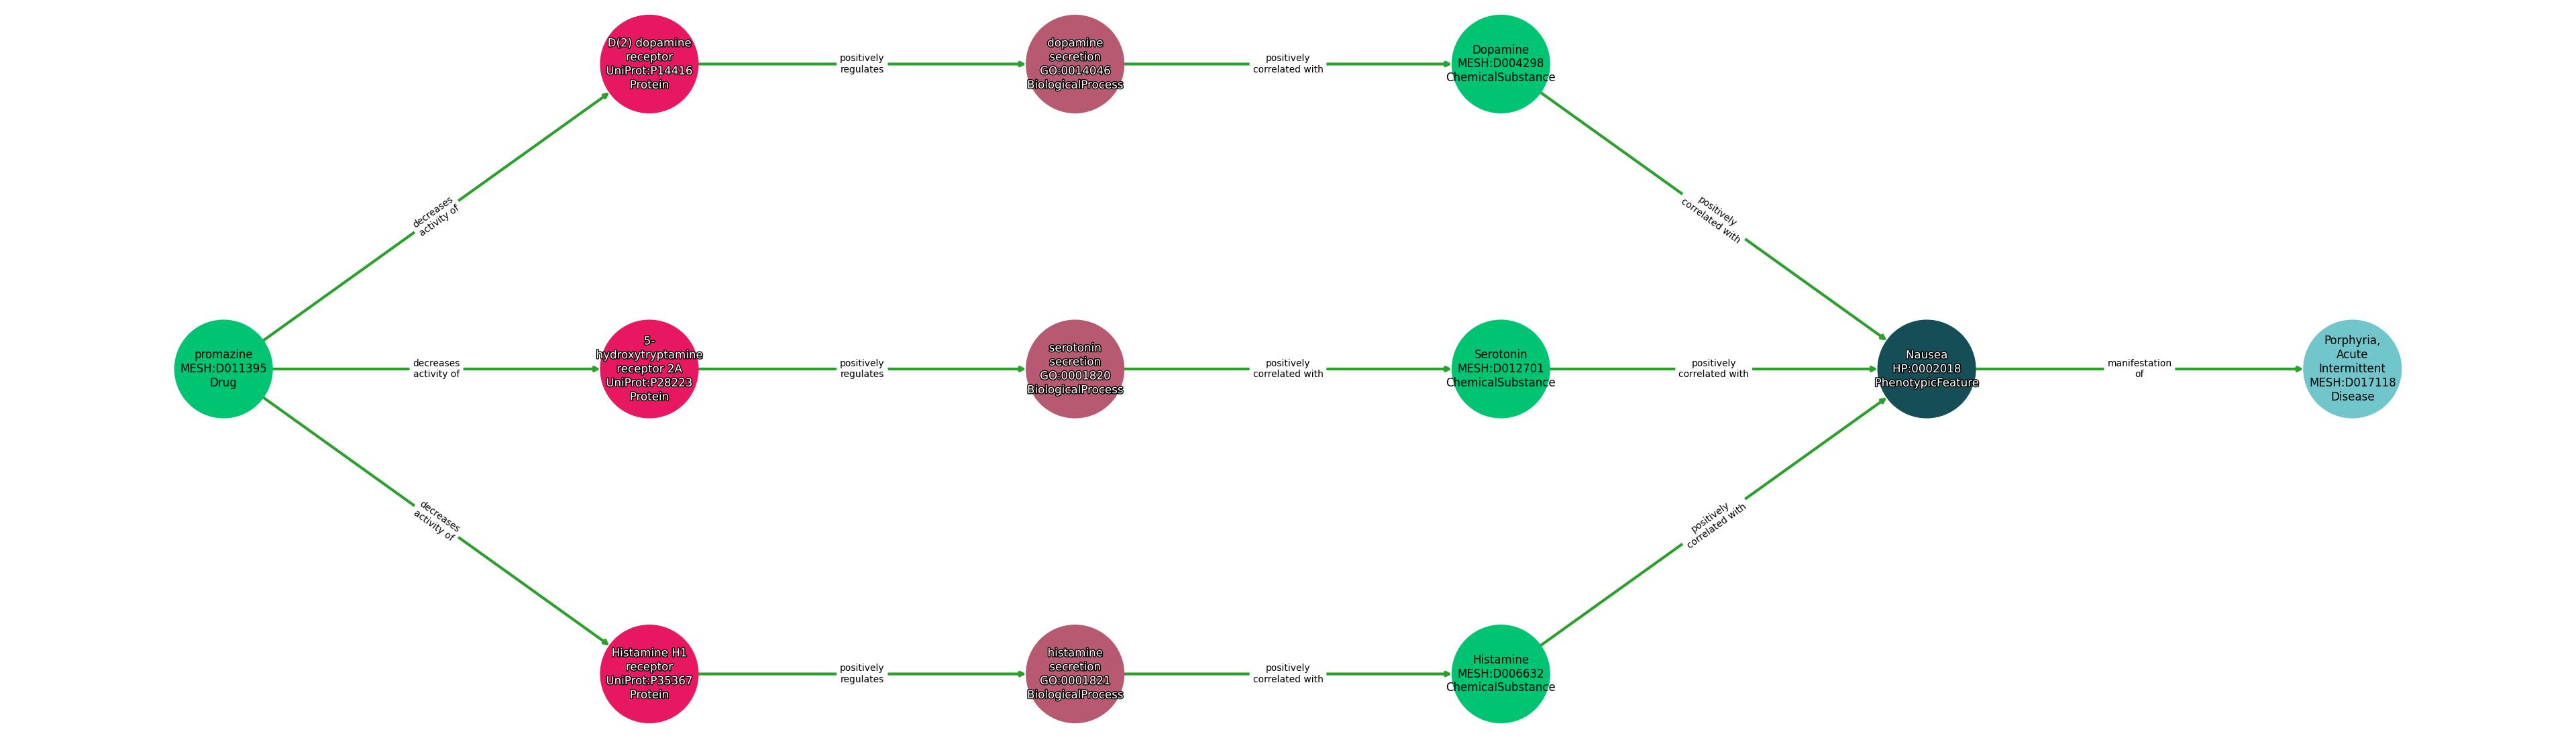 D(2) dopamine
receptor
UniProt:P14416
Protein
positively
regulates
dopamine
secretion
GO:0014046
BiologicalProcess
positively
correlated with
Dopamine
MESH:D004298
ChemicalSubstance
decreases
activity of
positively
correlated with
promazine
MESH:D011395
Drug
decreases
activity of
5-
hydroxytryptamine
receptor 2A
UniProt:P28223
Protein
positively
regulates
serotonin
secretion
GO:0001820
BiologicalProcess
positively
correlated with
Serotonin
MESH:D012701
ChemicalSubstance
positively
correlated with
Nausea
HP:0002018
PhenotypicFeature
manifestation
of
Porphyria,
Acute
Intermittent
MESH:D017118
Disease
decreases
activity of
positively
correlated with
Histamine H1
receptor
UniProt:P35367
Protein
positively
regulates
histamine
secretion
GO:0001821
BiologicalProcess
positively
correlated with
Histamine
MESH:D006632
ChemicalSubstance